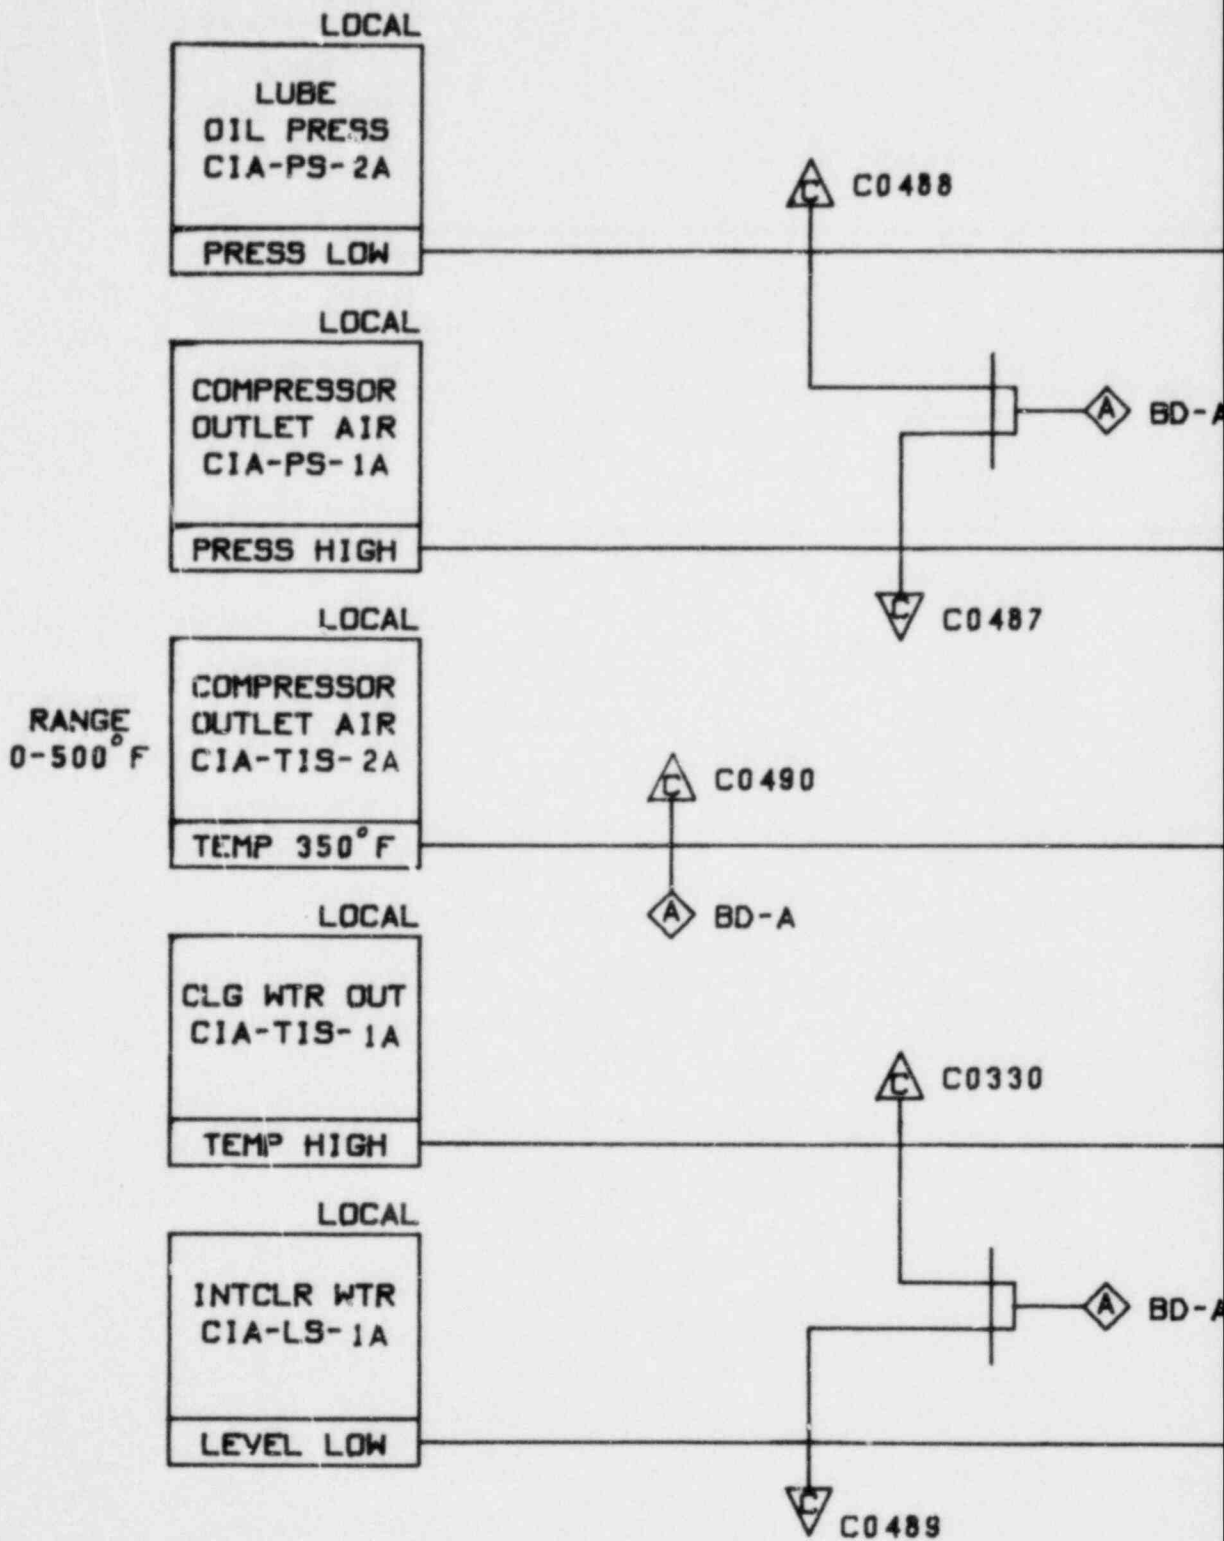 LOCAL
LUBE
OIL PRESS
CIA-PS-2A
PRESS LOW
C C0488
LOCAL
COMPRESSOR
OUTLET AIR
CIA-PS-1A
PRESS HIGH
A BD-A
C C0487
LOCAL
RANGE
0-500°F
COMPRESSOR
OUTLET AIR
CIA-TIS-2A
TEMP 350°F
C C0490
A BD-A
LOCAL
CLG WTR OUT
CIA-TIS-1A
TEMP HIGH
C C0330
LOCAL
INTCLR WTR
CIA-LS-1A
LEVEL LOW
A BD-A
C C0489